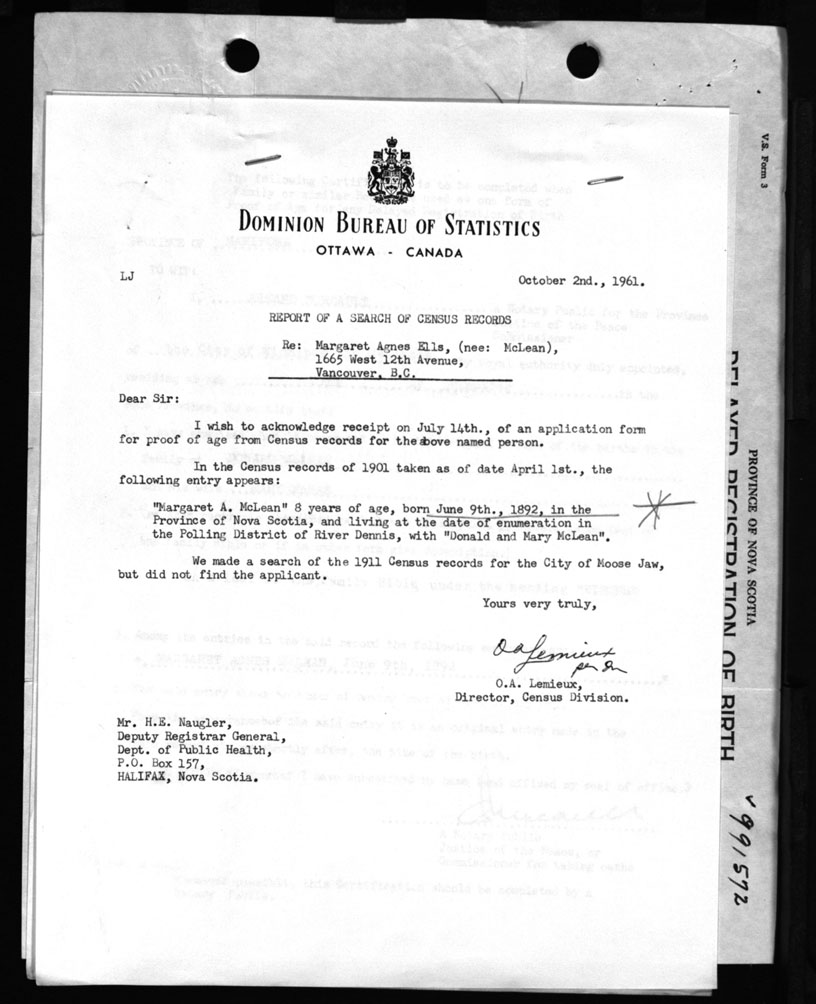 DOMINION BUREAU OF STATISTICS
OTTAWA - CANADA
LJ
October 2nd., 1961.
REPORT OF A SEARCH OF CENSUS RECORDS
Re: Margaret Agnes Ells, (nee: McLean),
1665 West 12th Avenue,
Vancouver, B.C.
Dear Sir:
I wish to acknowledge receipt on July 14th., of an application form
for proof of age from Census records for the above named person.
In the Census records of 1901 taken as of date April 1st., the
following entry appears:
"Margaret A. McLean" 8 years of age, born June 9th., 1892, in the
Province of Nova Scotia, and living at the date of enumeration in
the Polling District of River Dennis, with "Donald and Mary McLean".
We made a search of the 1911 Census records for the City of Moose Jaw,
but did not find the applicant.
Yours very truly,
O A Lemieux
per
O.A. Lemieux,
Director, Census Division.
Mr. H.E. Naugler,
Deputy Registrar General,
Dept. of Public Health,
P.O. Box 157,
HALIFAX, Nova Scotia.
V.S. Form 3
PROVINCE OF NOVA SCOTIA
DELAYED REGISTRATION OF BIRTH
991572